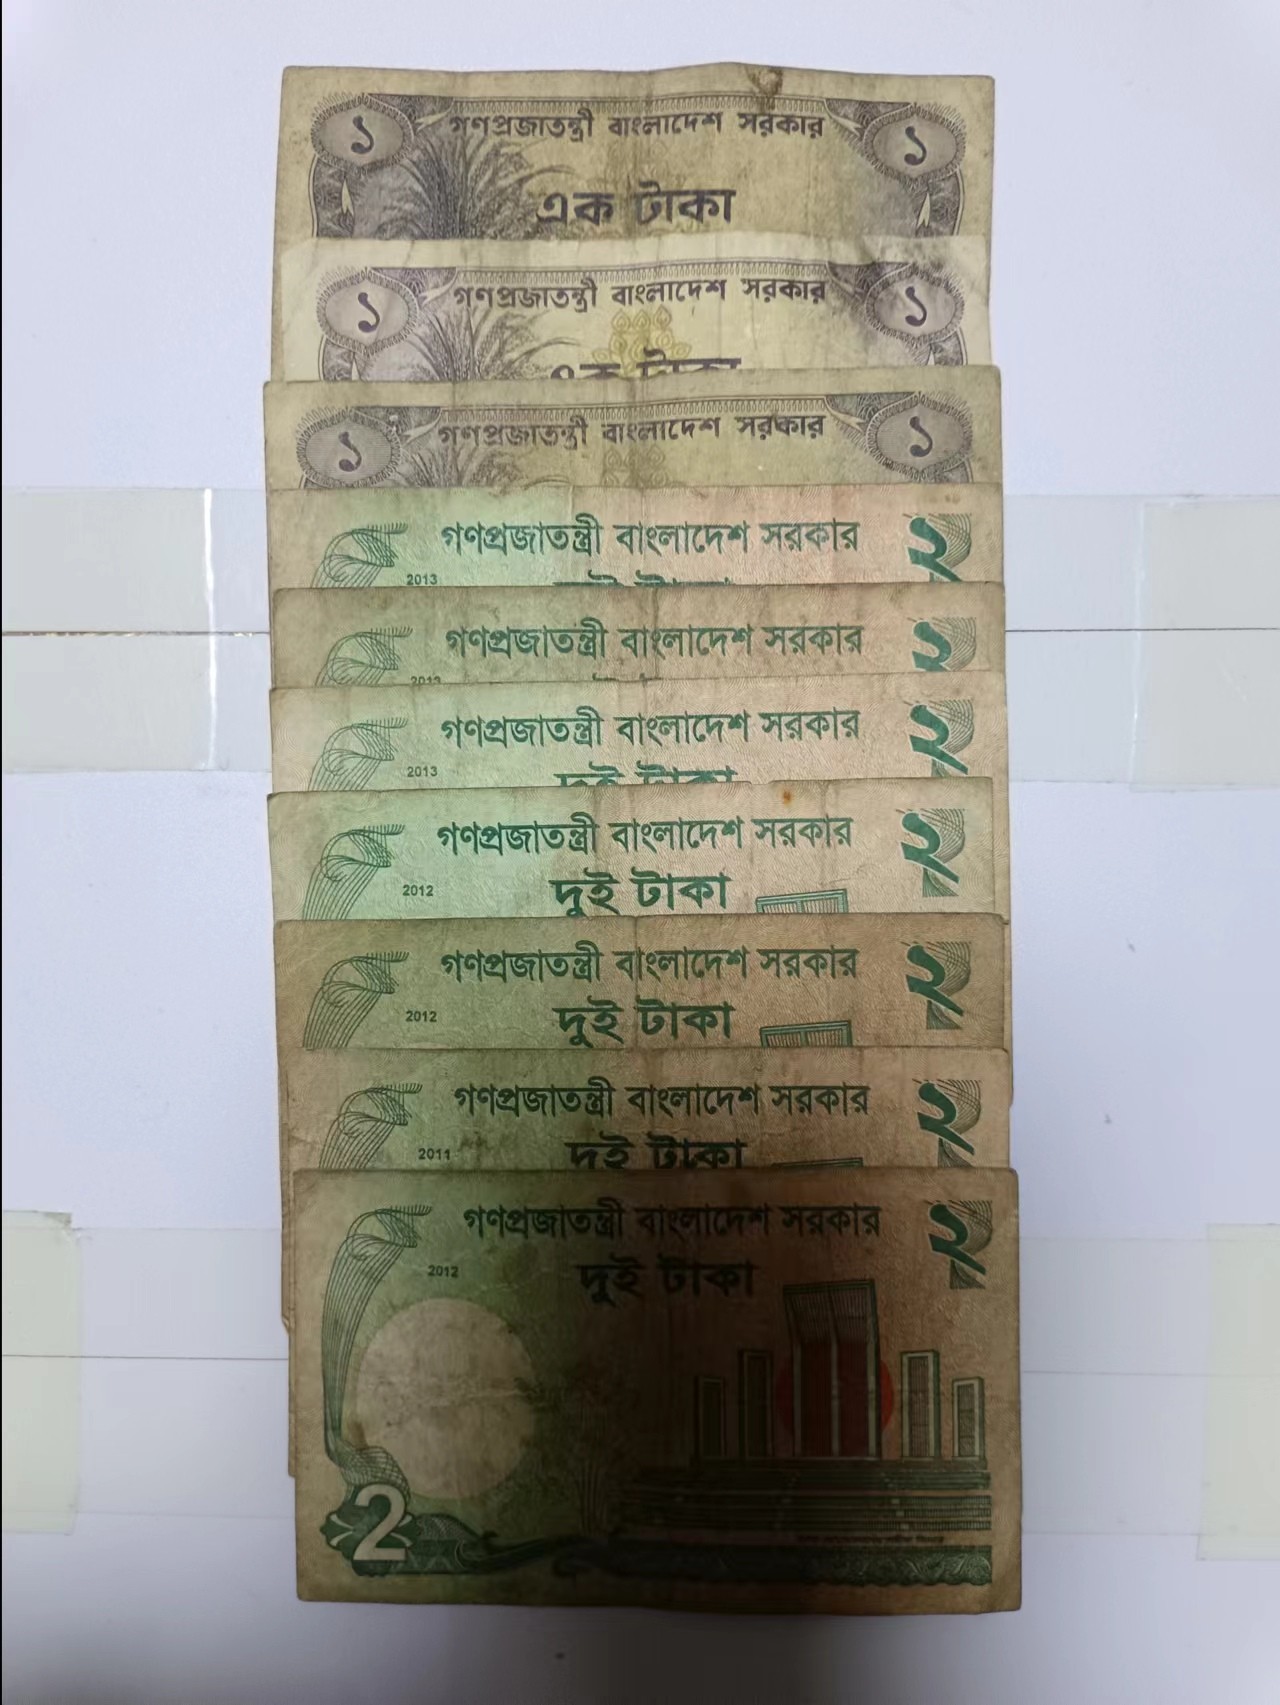 ১ গণপ্রজাতন্ত্রী বাংলাদেশ সরকার ১
এক টাকা
১ গণপ্রজাতন্ত্রী বাংলাদেশ সরকার ১
এক টাকা
১ গণপ্রজাতন্ত্রী বাংলাদেশ সরকার ১
গণপ্রজাতন্ত্রী বাংলাদেশ সরকার ২
2013
দুই টাকা
গণপ্রজাতন্ত্রী বাংলাদেশ সরকার ২
2013
গণপ্রজাতন্ত্রী বাংলাদেশ সরকার ২
2013 দুই টাকা
গণপ্রজাতন্ত্রী বাংলাদেশ সরকার ২
2012 দুই টাকা
গণপ্রজাতন্ত্রী বাংলাদেশ সরকার ২
2012 দুই টাকা
গণপ্রজাতন্ত্রী বাংলাদেশ সরকার ২
2011 দুই টাকা
গণপ্রজাতন্ত্রী বাংলাদেশ সরকার ২
2012 দুই টাকা
2